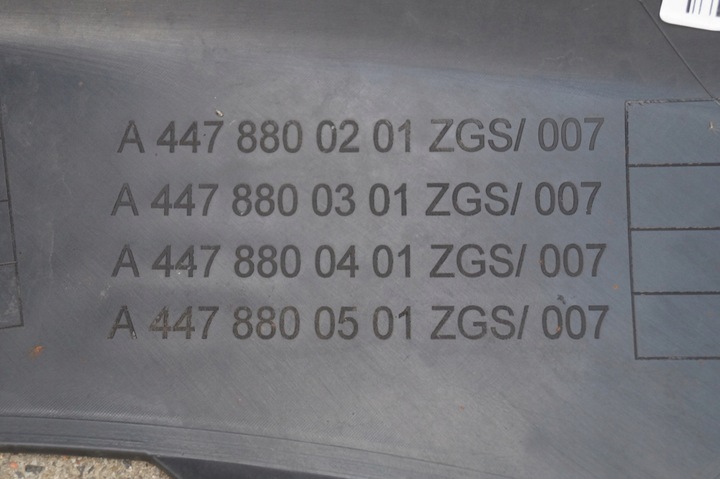 A 447 880 02 01 ZGS/ 007
A 447 880 03 01 ZGS/ 007
A 447 880 04 01 ZGS/ 007
A 447 880 05 01 ZGS/ 007